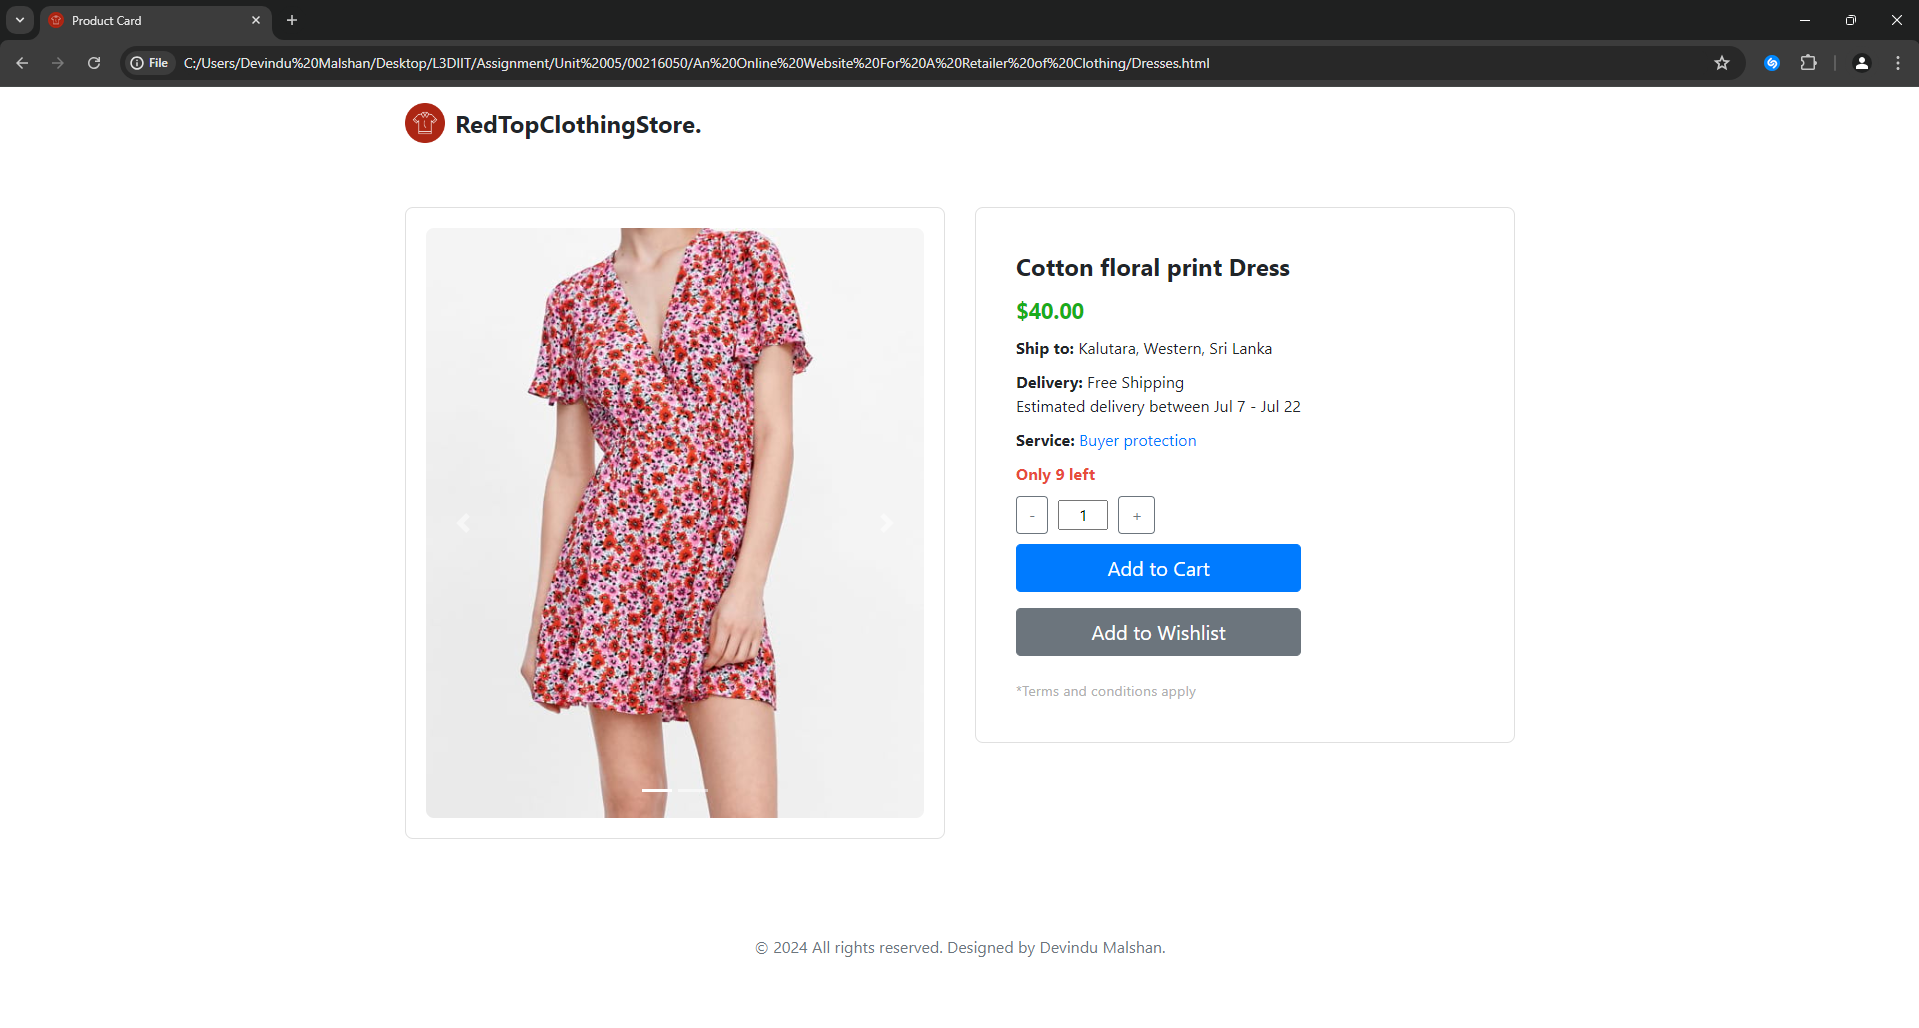 Product Card
File
C:/Users/Devindu%20Malshan/Desktop/L3DIIT/Assignment/Unit%2005/00216050/An%20Online%20Website%20For%20A%20Retailer%20of%20Clothing/Dresses.html
RedTopClothingStore.
Cotton floral print Dress
$40.00
Ship to: Kalutara, Western, Sri Lanka
Delivery: Free Shipping
Estimated delivery between Jul 7 - Jul 22
Service: Buyer protection
Only 9 left
- 1 +
Add to Cart
Add to Wishlist
*Terms and conditions apply
© 2024 All rights reserved. Designed by Devindu Malshan.